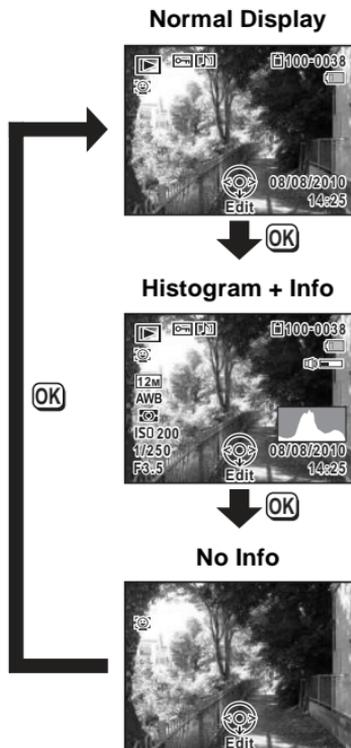 Normal Display
100-0038
08/08/2010
14:25
Edit
OK
Histogram + Info
100-0038
12M
AWB
ISO 200
1/250
F3.5
08/08/2010
14:25
Edit
OK
OK
No Info
Edit